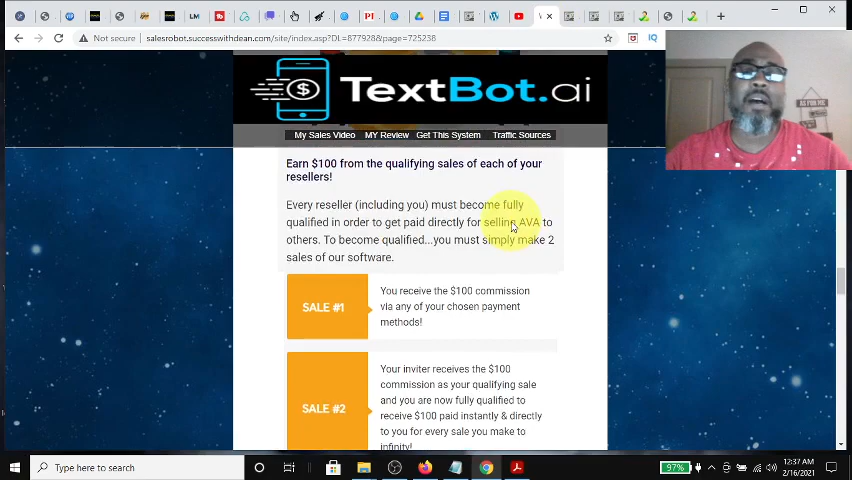 Not secure
salesrobot.successwithdean.com/site/index.asp?DL=877928&page=725238
TextBot.ai
My Sales Video MY Review Get This System Traffic Sources
Earn $100 from the qualifying sales of each of your
resellers!
Every reseller (including you) must become fully
qualified in order to get paid directly for selling AVA to
others. To become qualified...you must simply make 2
sales of our software.
SALE #1
You receive the $100 commission
via any of your chosen payment
methods!
SALE #2
Your inviter receives the $100
commission as your qualifying sale
and you are now fully qualified to
receive $100 paid instantly & directly
to you for every sale you make to
infinity!
AS FOR ME
Type here to search
97%
12:37 AM
2/16/2021